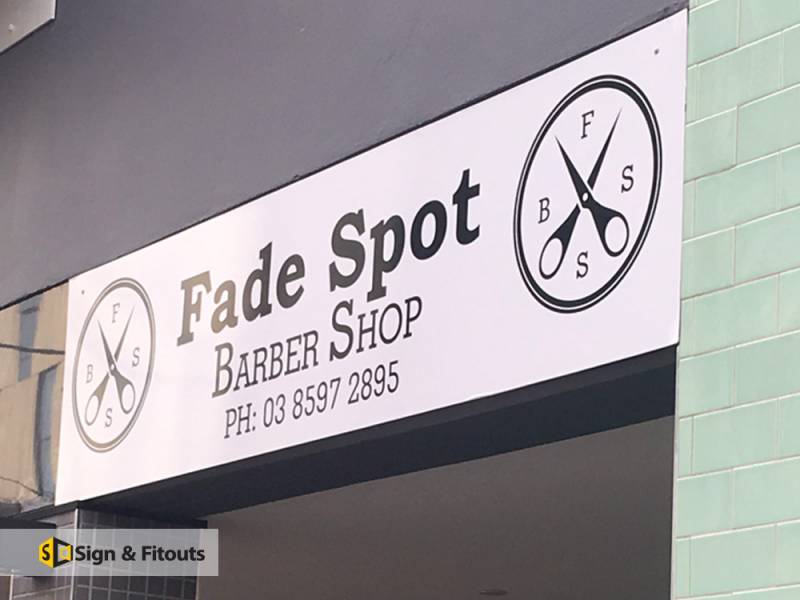 Fade Spot
BARBER SHOP
PH: 03 8597 2895
F
B S
S
F
B S
S
Sign & Fitouts